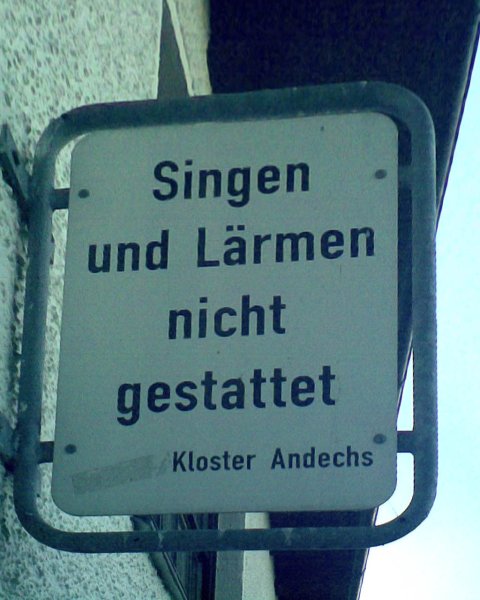 Singen
und Lärmen
nicht
gestattet
Kloster Andechs